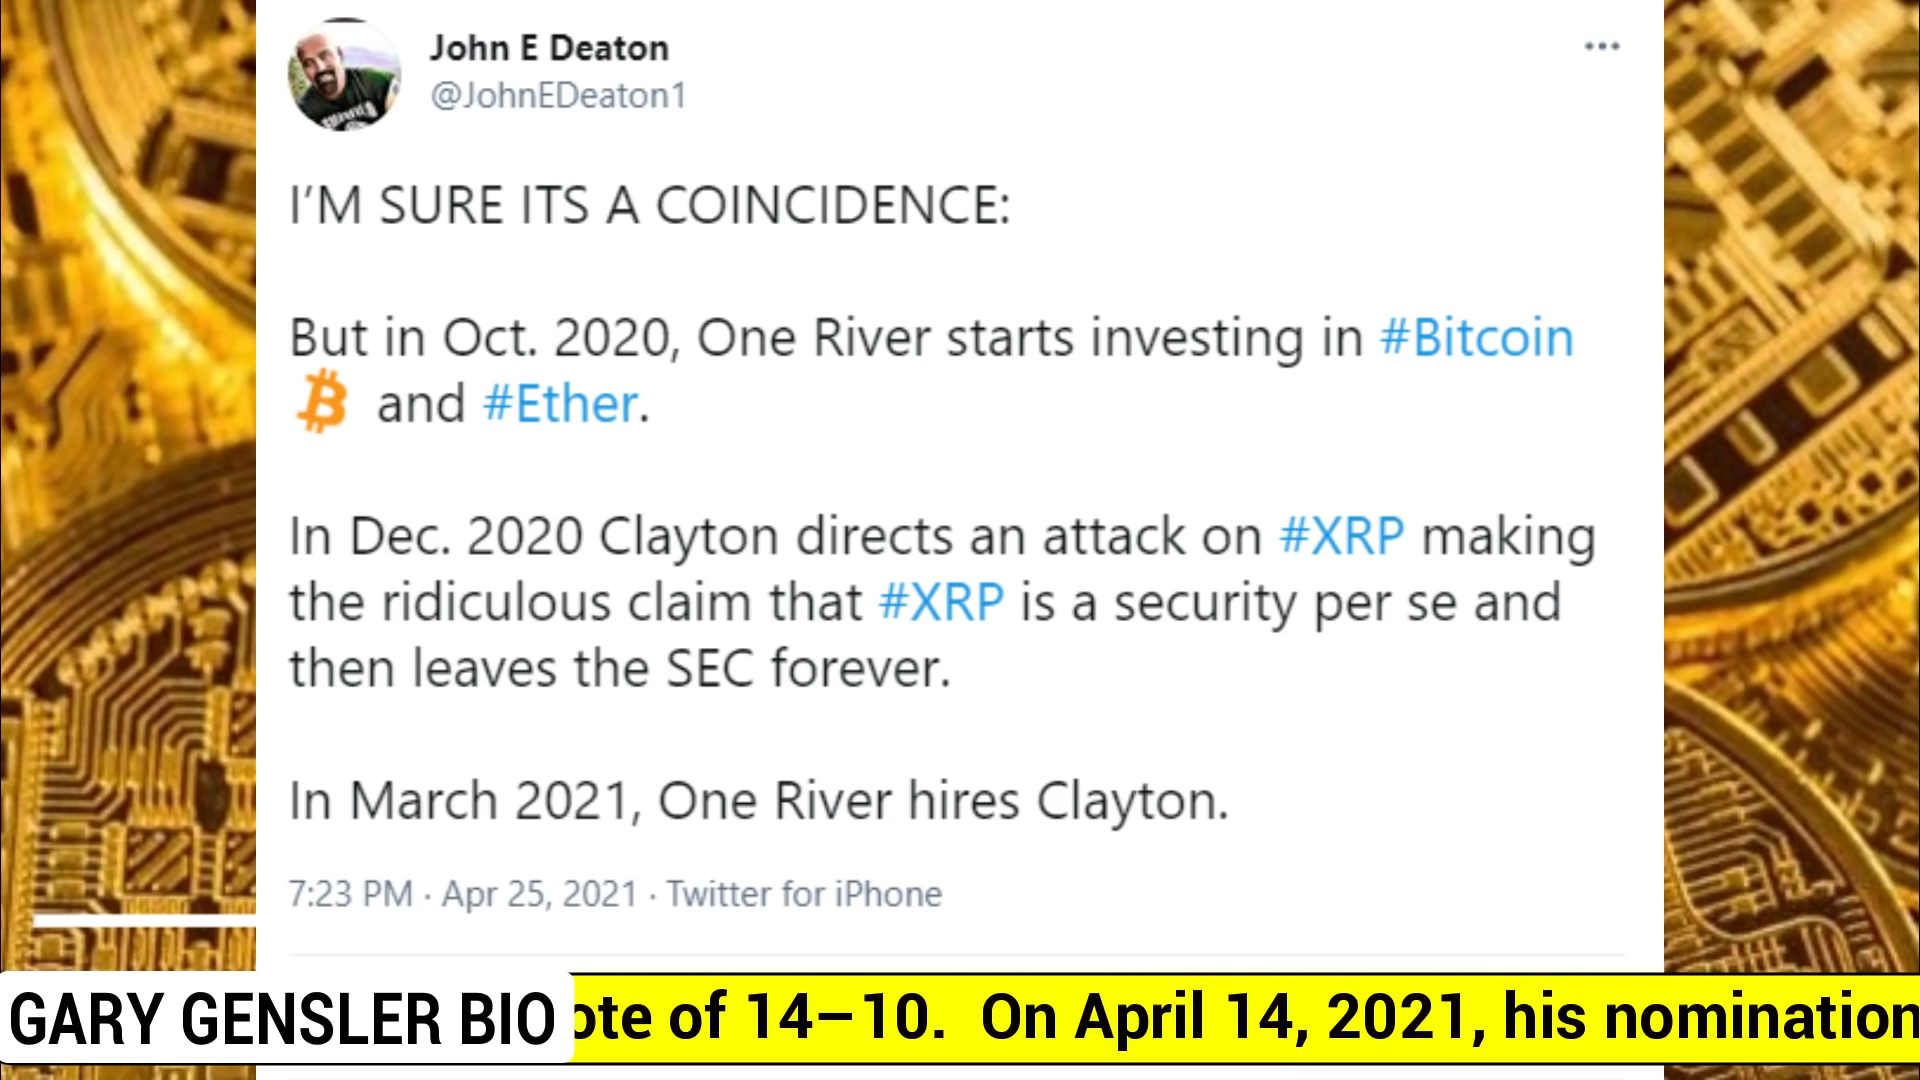 John E Deaton
@JohnEDeaton1
I'M SURE ITS A COINCIDENCE:
But in Oct. 2020, One River starts investing in #Bitcoin
₿ and #Ether.
In Dec. 2020 Clayton directs an attack on #XRP making
the ridiculous claim that #XRP is a security per se and
then leaves the SEC forever.
In March 2021, One River hires Clayton.
7:23 PM · Apr 25, 2021 · Twitter for iPhone
GARY GENSLER BIO
ote of 14–10. On April 14, 2021, his nomination